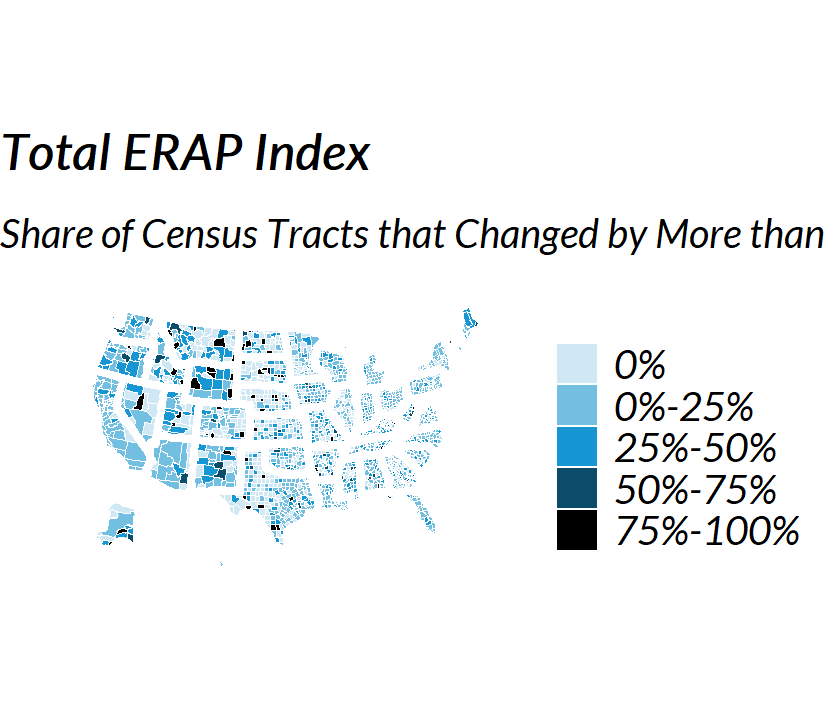 Total ERAP Index
Share of Census Tracts that Changed by More than
0%
0%-25%
25%-50%
50%-75%
75%-100%